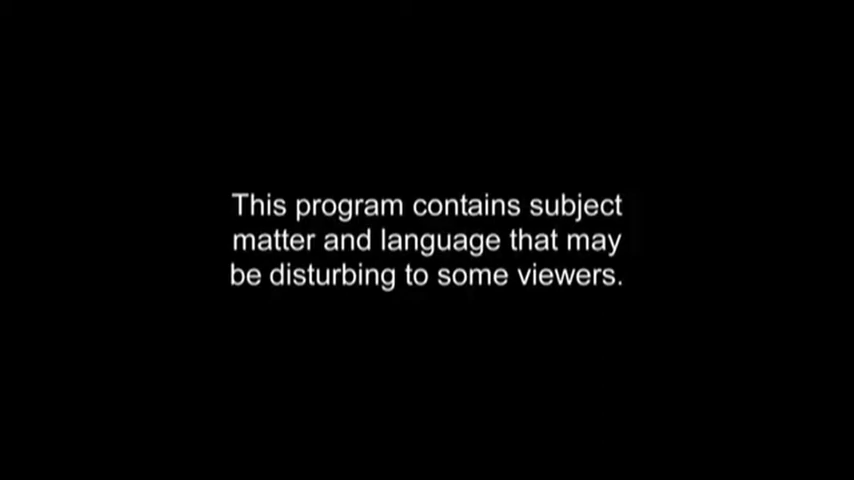 This program contains subject
matter and language that may
be disturbing to some viewers.